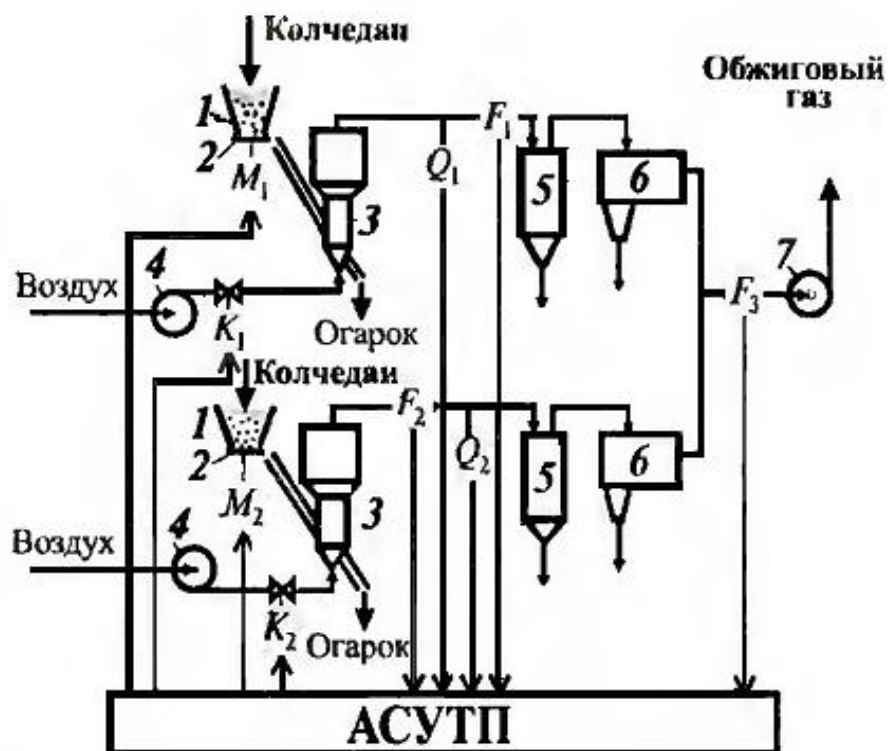 Колчедан
Обжиговый
газ
1
2
M₁
F₁
Q₁
3
5
6
4
7
Воздух
K₁
Огарок
F₃
Колчедан
1
2
F₂
Q₂
M₂
3
5
6
4
Воздух
K₂
Огарок
АСУТП